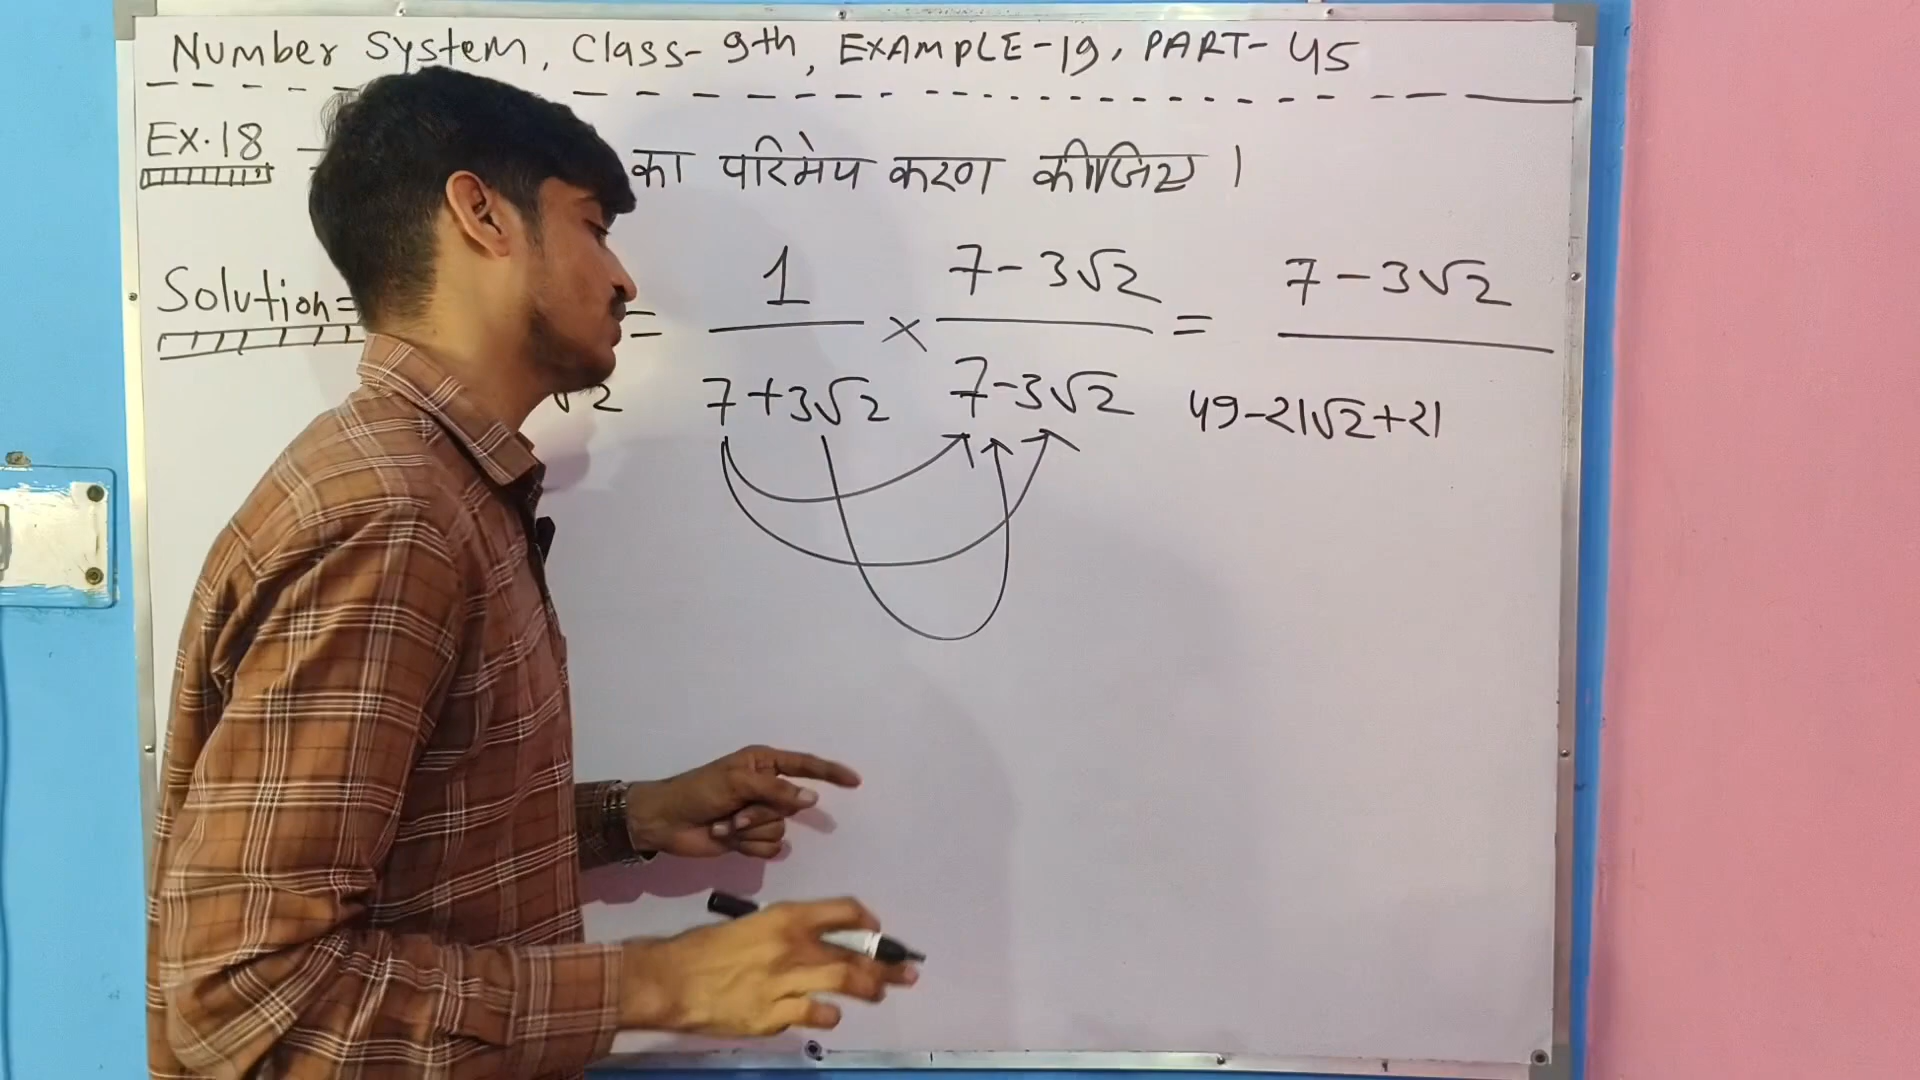 Number System, Class-9th, EXAMPLE-19, PART-45
EX.18 का परिमेय करण कीजिए ।
Solution= = 1 × 7-3√2 = 7-3√2
√2 7+3√2 7-3√2 49-21√2+21